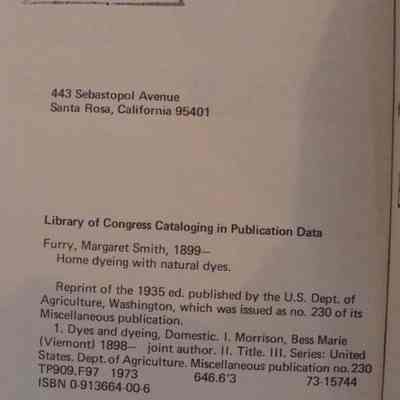 443 Sebastopol Avenue
Santa Rosa, California 95401
Library of Congress Cataloging in Publication Data
Furry, Margaret Smith, 1899–
Home dyeing with natural dyes.
Reprint of the 1935 ed. published by the U.S. Dept. of
Agriculture, Washington, which was issued as no. 230 of its
Miscellaneous publication.
1. Dyes and dyeing, Domestic. I. Morrison, Bess Marie
(Viemont) 1898– joint author. II. Title. III. Series: United
States. Dept. of Agriculture. Miscellaneous publication no.230
TP909.F97 1973 646.6'3 73-15744
ISBN 0-913664-00-6